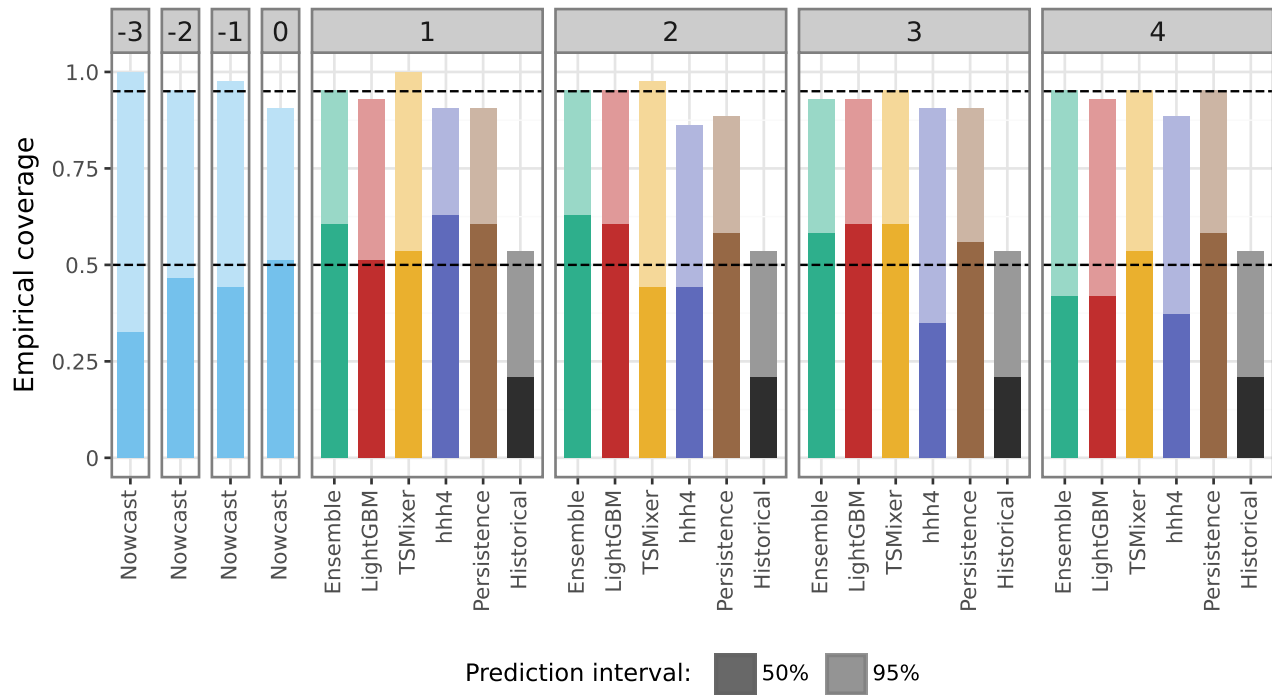 -3 -2 -1 0 1 2 3 4
Empirical coverage
1.0
0.75
0.5
0.25
0
Nowcast Nowcast Nowcast Nowcast Ensemble LightGBM TSMixer hhh4 Persistence Historical Ensemble LightGBM TSMixer hhh4 Persistence Historical Ensemble LightGBM TSMixer hhh4 Persistence Historical Ensemble LightGBM TSMixer hhh4 Persistence Historical
Prediction interval: 50% 95%